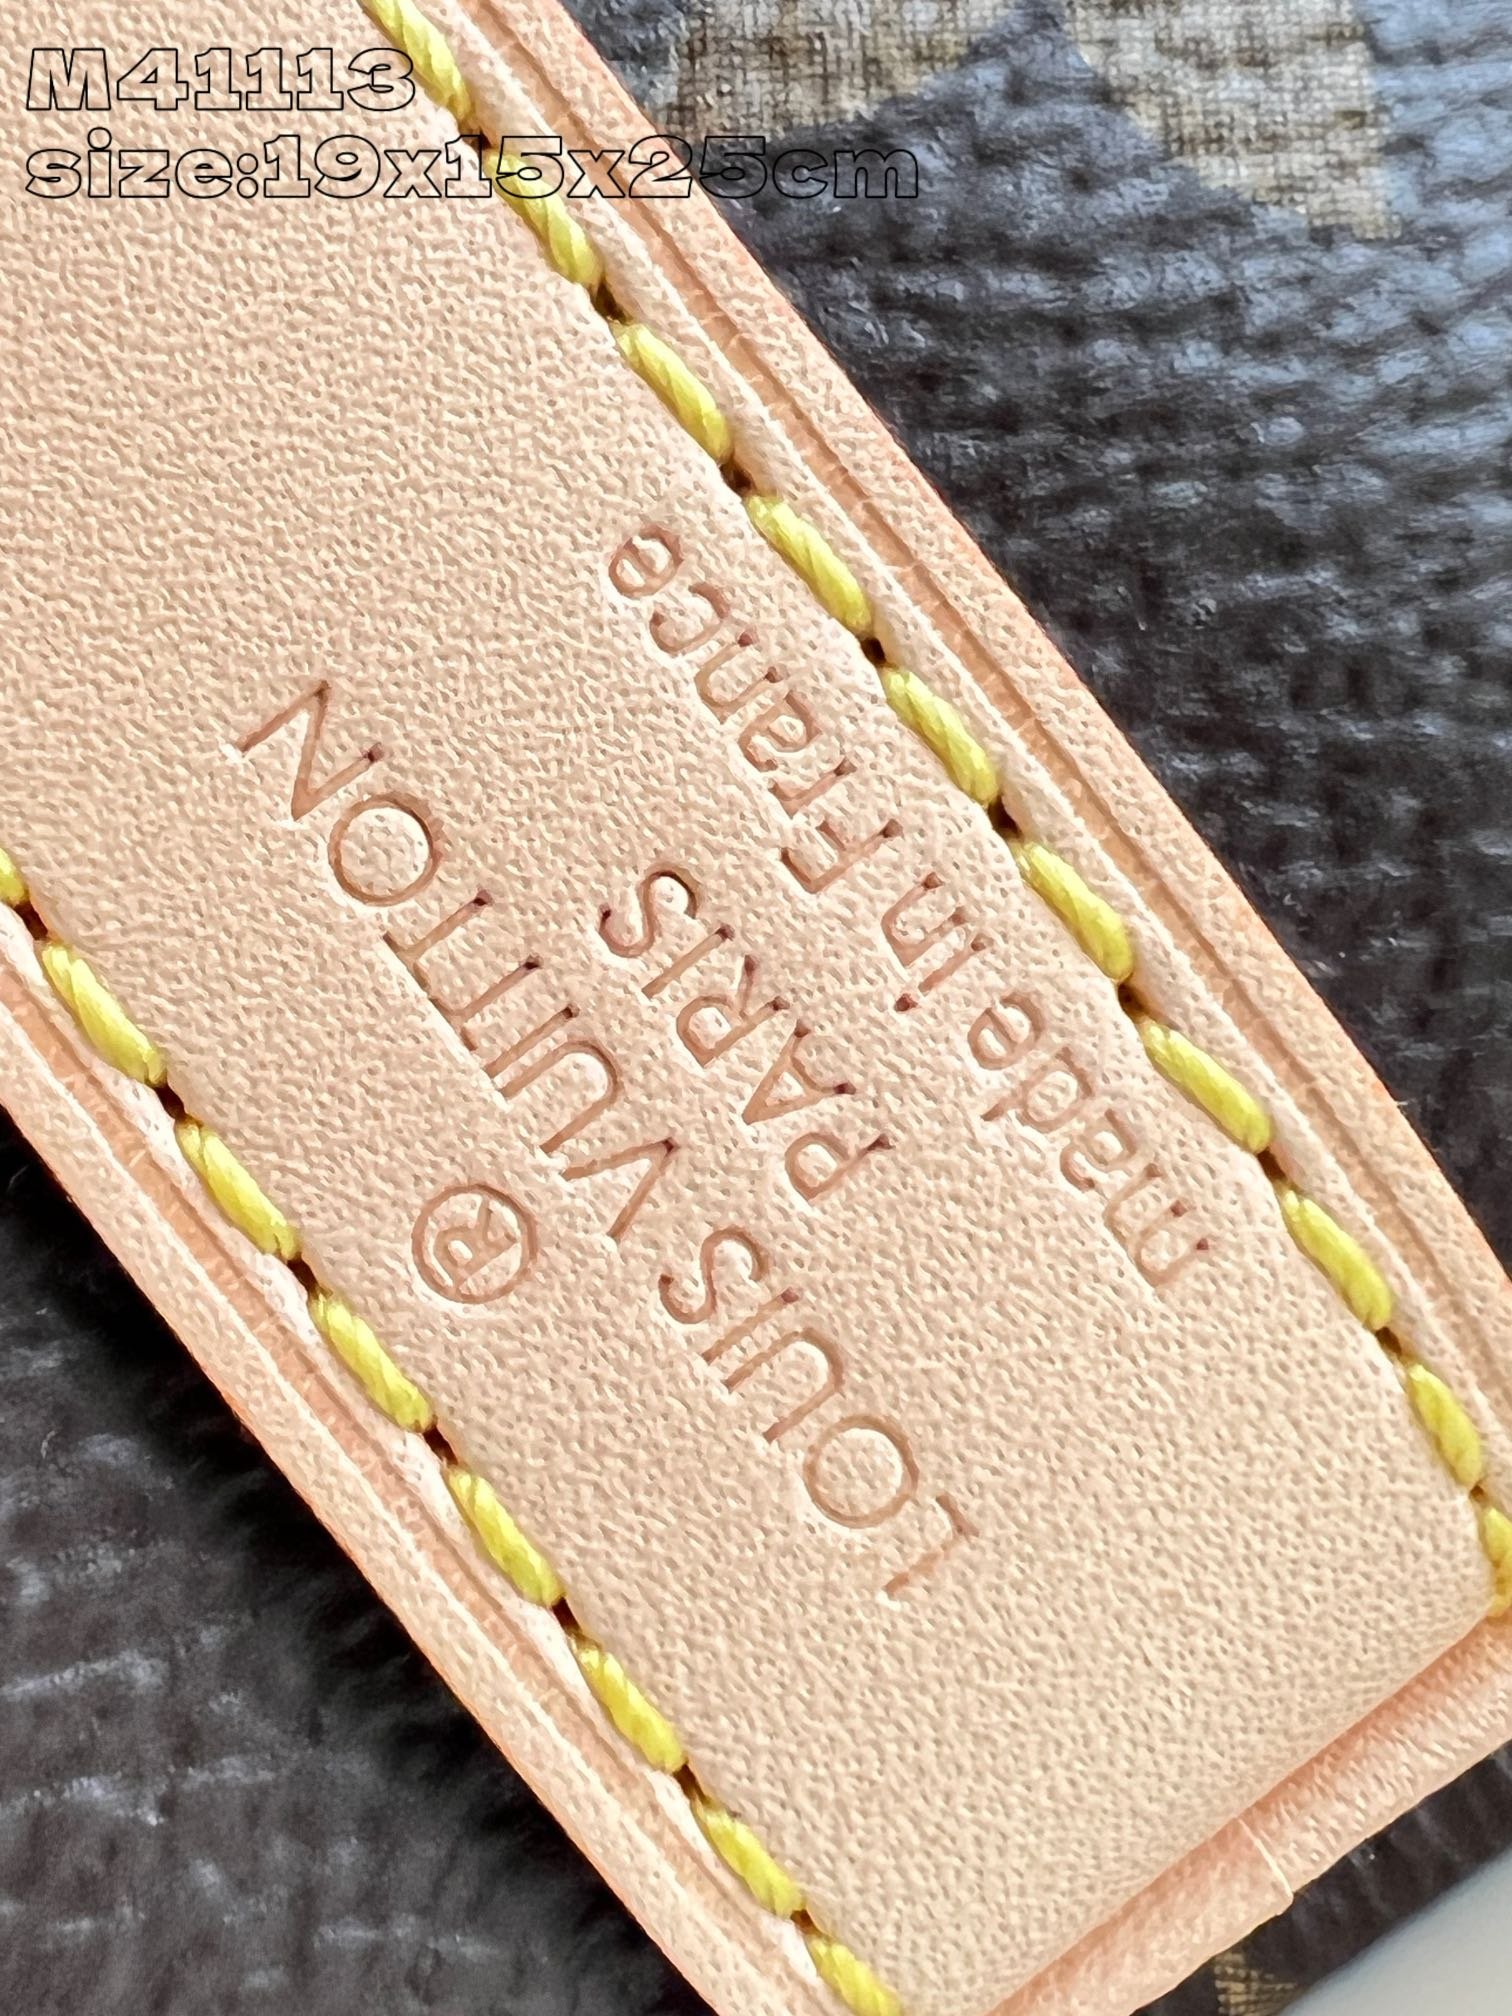 M41113
size:19x15x25cm
LOUIS VUITTON ®
PARIS
made in France